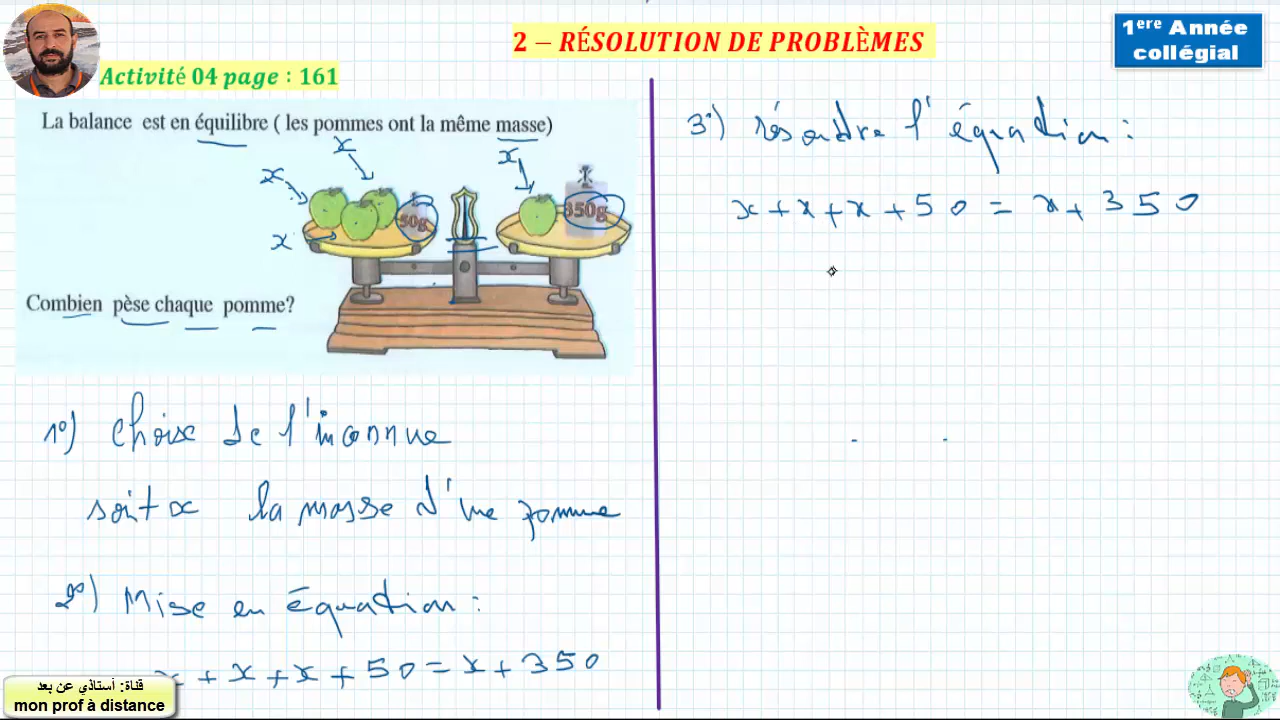 2 – RÉSOLUTION DE PROBLÈMES
1ere Année
collégial
Activité 04 page : 161
La balance est en équilibre ( les pommes ont la même masse)
x
x
x
x
50g
350g
Combien pèse chaque pomme?
1°) Choix de l'inconnue
soit x la masse d'une pomme
2°) Mise en équation :
x + x + x + 50 = x + 350
3°) résoudre l'équation :
x + x + x + 50 = x + 350
قناة: أستاذي عن بعد
mon prof à distance